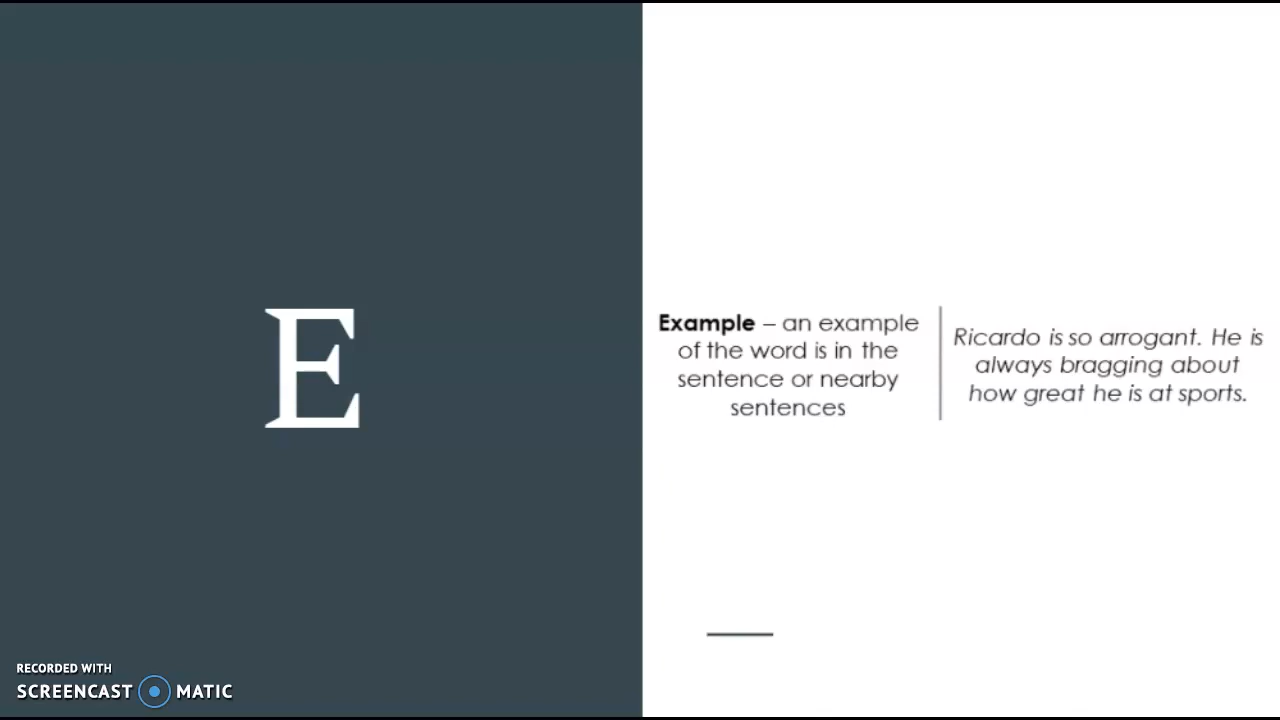 E
Example – an example
of the word is in the
sentence or nearby
sentences
Ricardo is so arrogant. He is
always bragging about
how great he is at sports.
RECORDED WITH
SCREENCAST MATIC